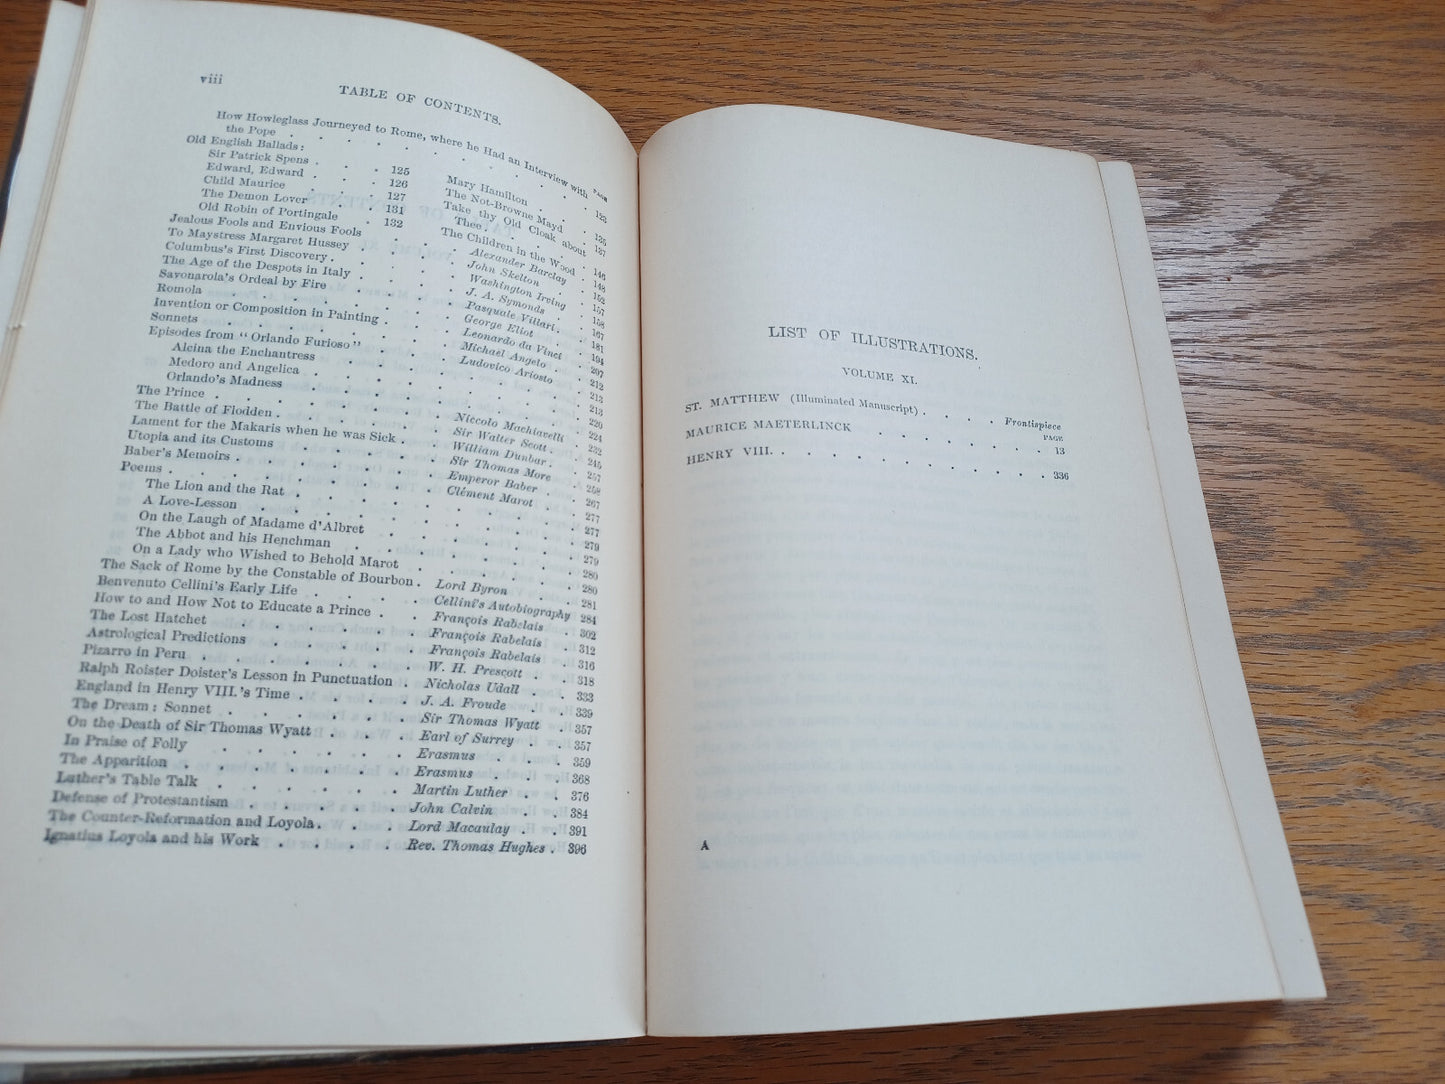 viii
TABLE OF CONTENTS.
PAGE
How Howleglass Journeyed to Rome, where he Had an Interview with
the Pope . . . . . . . . . 123
Old English Ballads:
Sir Patrick Spens . . . 125
Edward, Edward . . . 126
Child Maurice . . . 127
The Demon Lover . . . 131
Old Robin of Portingale . 132
Mary Hamilton . . . 135
The Not-Browne Mayd . 137
Take thy Old Cloak about
Thee . . . . 146
The Children in the Wood . 148
Jealous Fools and Envious Fools . Alexander Barclay . 152
To Maystress Margaret Hussey . John Skelton . 157
Columbus's First Discovery . . Washington Irving . 158
The Age of the Despots in Italy . J. A. Symonds . 167
Savonarola's Ordeal by Fire . . Pasquale Villari . 181
Romola . . . . George Eliot . 194
Invention or Composition in Painting . Leonardo da Vinci . 207
Sonnets . . . . Michael Angelo . 212
Episodes from "Orlando Furioso" . Ludovico Ariosto . 213
Alcina the Enchantress . . . . 213
Medoro and Angelica . . . . 220
Orlando's Madness . . . . 224
The Prince . . . . Niccolo Machiavelli . 232
The Battle of Flodden . . . Sir Walter Scott . 245
Lament for the Makaris when he was Sick . William Dunbar . 257
Utopia and its Customs . . . Sir Thomas More . 258
Baber's Memoirs . . . . Emperor Baber . 267
Poems . . . . Clément Marot . 277
The Lion and the Rat . . . . 277
A Love-Lesson . . . . 279
On the Laugh of Madame d'Albret . . . . 279
The Abbot and his Henchman . . . . 280
On a Lady who Wished to Behold Marot . . . . 280
The Sack of Rome by the Constable of Bourbon . Lord Byron . 281
Benvenuto Cellini's Early Life . . . Cellini's Autobiography 284
How to and How Not to Educate a Prince . François Rabelais . 302
The Lost Hatchet . . . . François Rabelais . 312
Astrological Predictions . . . François Rabelais . 316
Pizarro in Peru . . . . W. H. Prescott . 318
Ralph Roister Doister's Lesson in Punctuation . Nicholas Udall . 333
England in Henry VIII.'s Time . . . J. A. Froude . 339
The Dream: Sonnet . . . . Sir Thomas Wyatt . 357
On the Death of Sir Thomas Wyatt . . Earl of Surrey . 357
In Praise of Folly . . . . Erasmus . 359
The Apparition . . . . Erasmus . 368
Luther's Table Talk . . . . Martin Luther . 376
Defense of Protestantism . . . John Calvin . 384
The Counter-Reformation and Loyola . . Lord Macaulay . 391
Ignatius Loyola and his Work . . . Rev. Thomas Hughes . 396
LIST OF ILLUSTRATIONS.
VOLUME XI.
ST. MATTHEW (Illuminated Manuscript) . . . . Frontispiece
PAGE
MAURICE MAETERLINCK . . . . . . . 13
HENRY VIII. . . . . . . . . . . 336
A